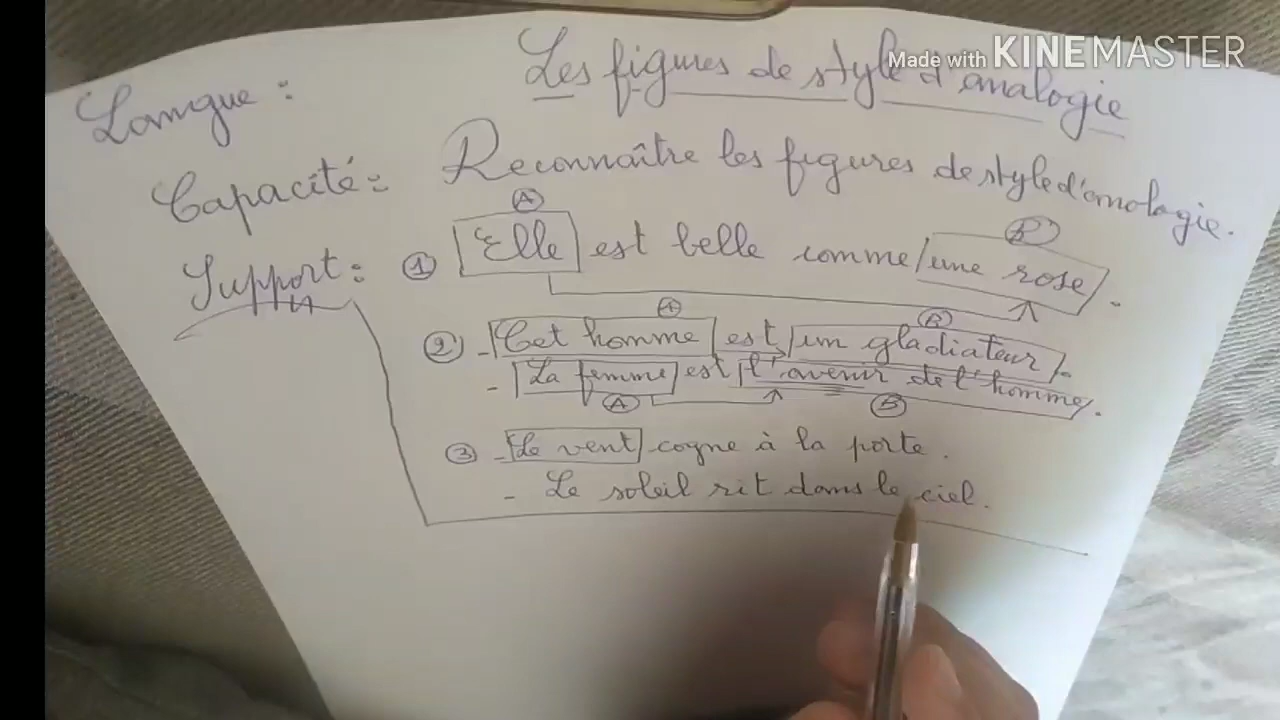 Made with KINEMASTER
Les figures de style d'analogie
Langue :
Capacité : Reconnaître les figures de style d'analogie.
A B
Support : 1 Elle est belle comme une rose.
A B
2 - Cet homme est un gladiateur.
- La femme est l'avenir de l'homme.
A B
3 - Le vent cogne à la porte.
- Le soleil rit dans le ciel.